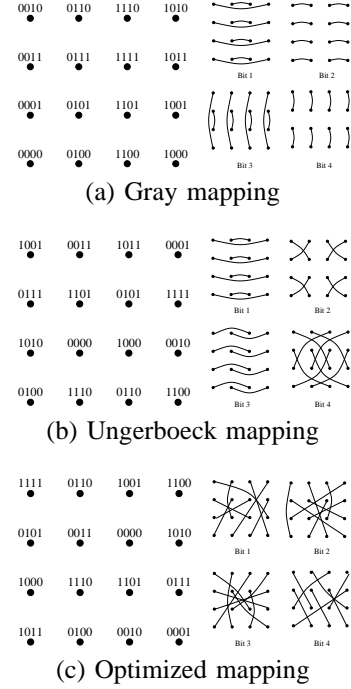 0010 0110 1110 1010
0011 0111 1111 1011
Bit 1 Bit 2
0001 0101 1101 1001
0000 0100 1100 1000
Bit 3 Bit 4
(a) Gray mapping
1001 0011 1011 0001
0111 1101 0101 1111
Bit 1 Bit 2
1010 0000 1000 0010
0100 1110 0110 1100
Bit 3 Bit 4
(b) Ungerboeck mapping
1111 0110 1001 1100
0101 0011 0000 1010
Bit 1 Bit 2
1000 1110 1101 0111
1011 0100 0010 0001
Bit 3 Bit 4
(c) Optimized mapping